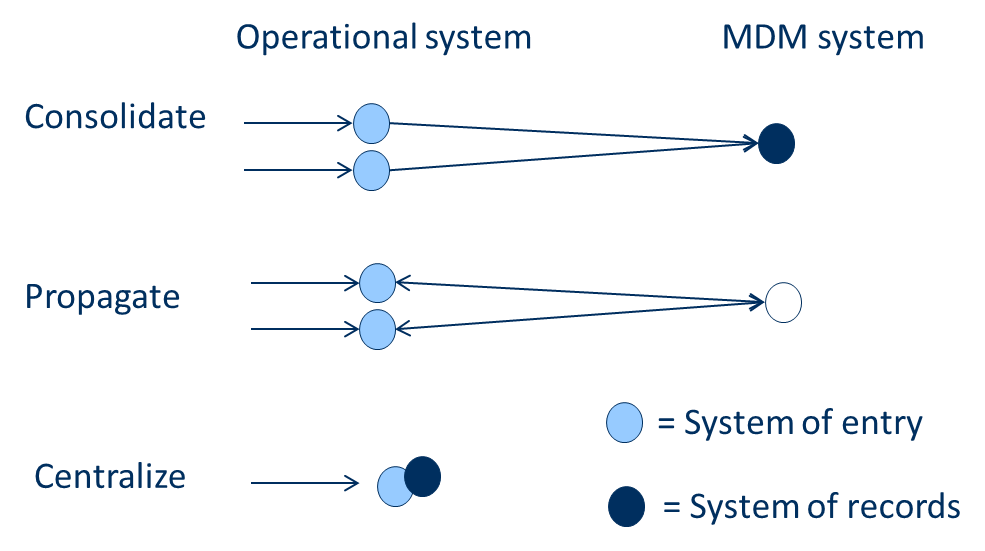 Operational system
MDM system
Consolidate
Propagate
= System of entry
Centralize
= System of records